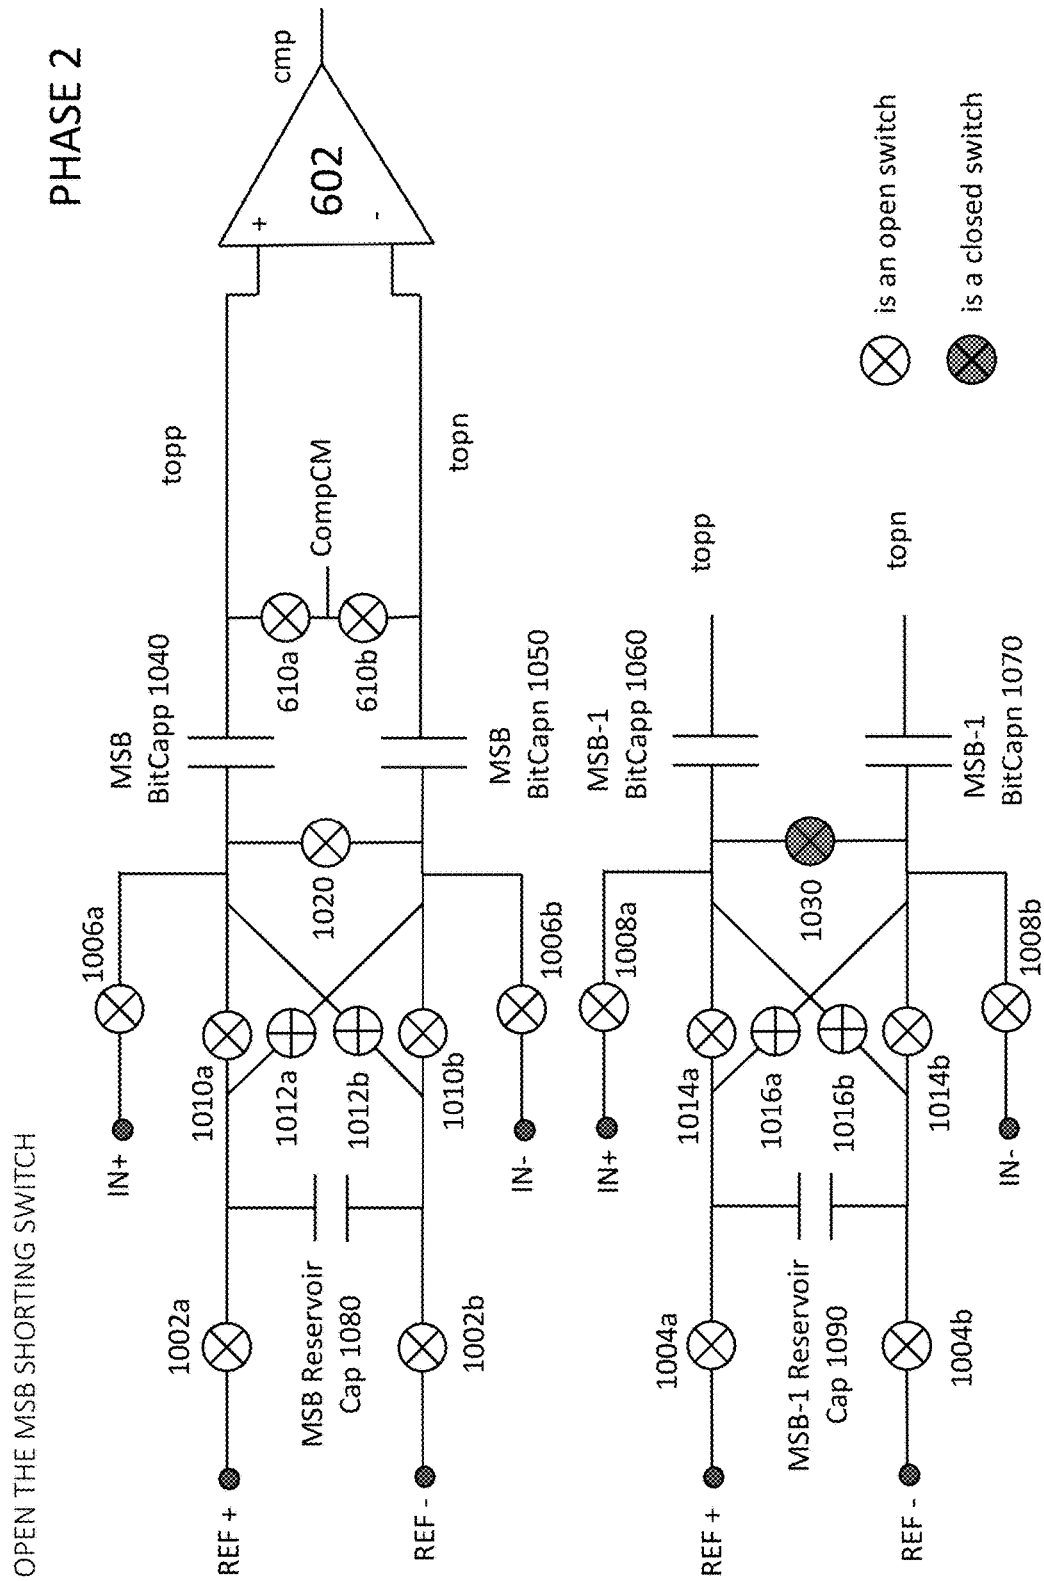 OPEN THE MSB SHORTING SWITCH
PHASE 2
IN+
1006a
MSB
BitCapp 1040
topp
cmp
REF +
1002a
1010a
1012a
1020
610a
CompCM
602
+
-
MSB Reservoir
Cap 1080
1012b
610b
REF -
1002b
1010b
IN-
1006b
MSB
BitCapn 1050
topn
IN+
1008a
MSB-1
BitCapp 1060
REF +
1004a
1014a
topp
1016a
1030
MSB-1 Reservoir
Cap 1090
1016b
REF -
1004b
1014b
topn
IN-
1008b
MSB-1
BitCapn 1070
is an open switch
is a closed switch